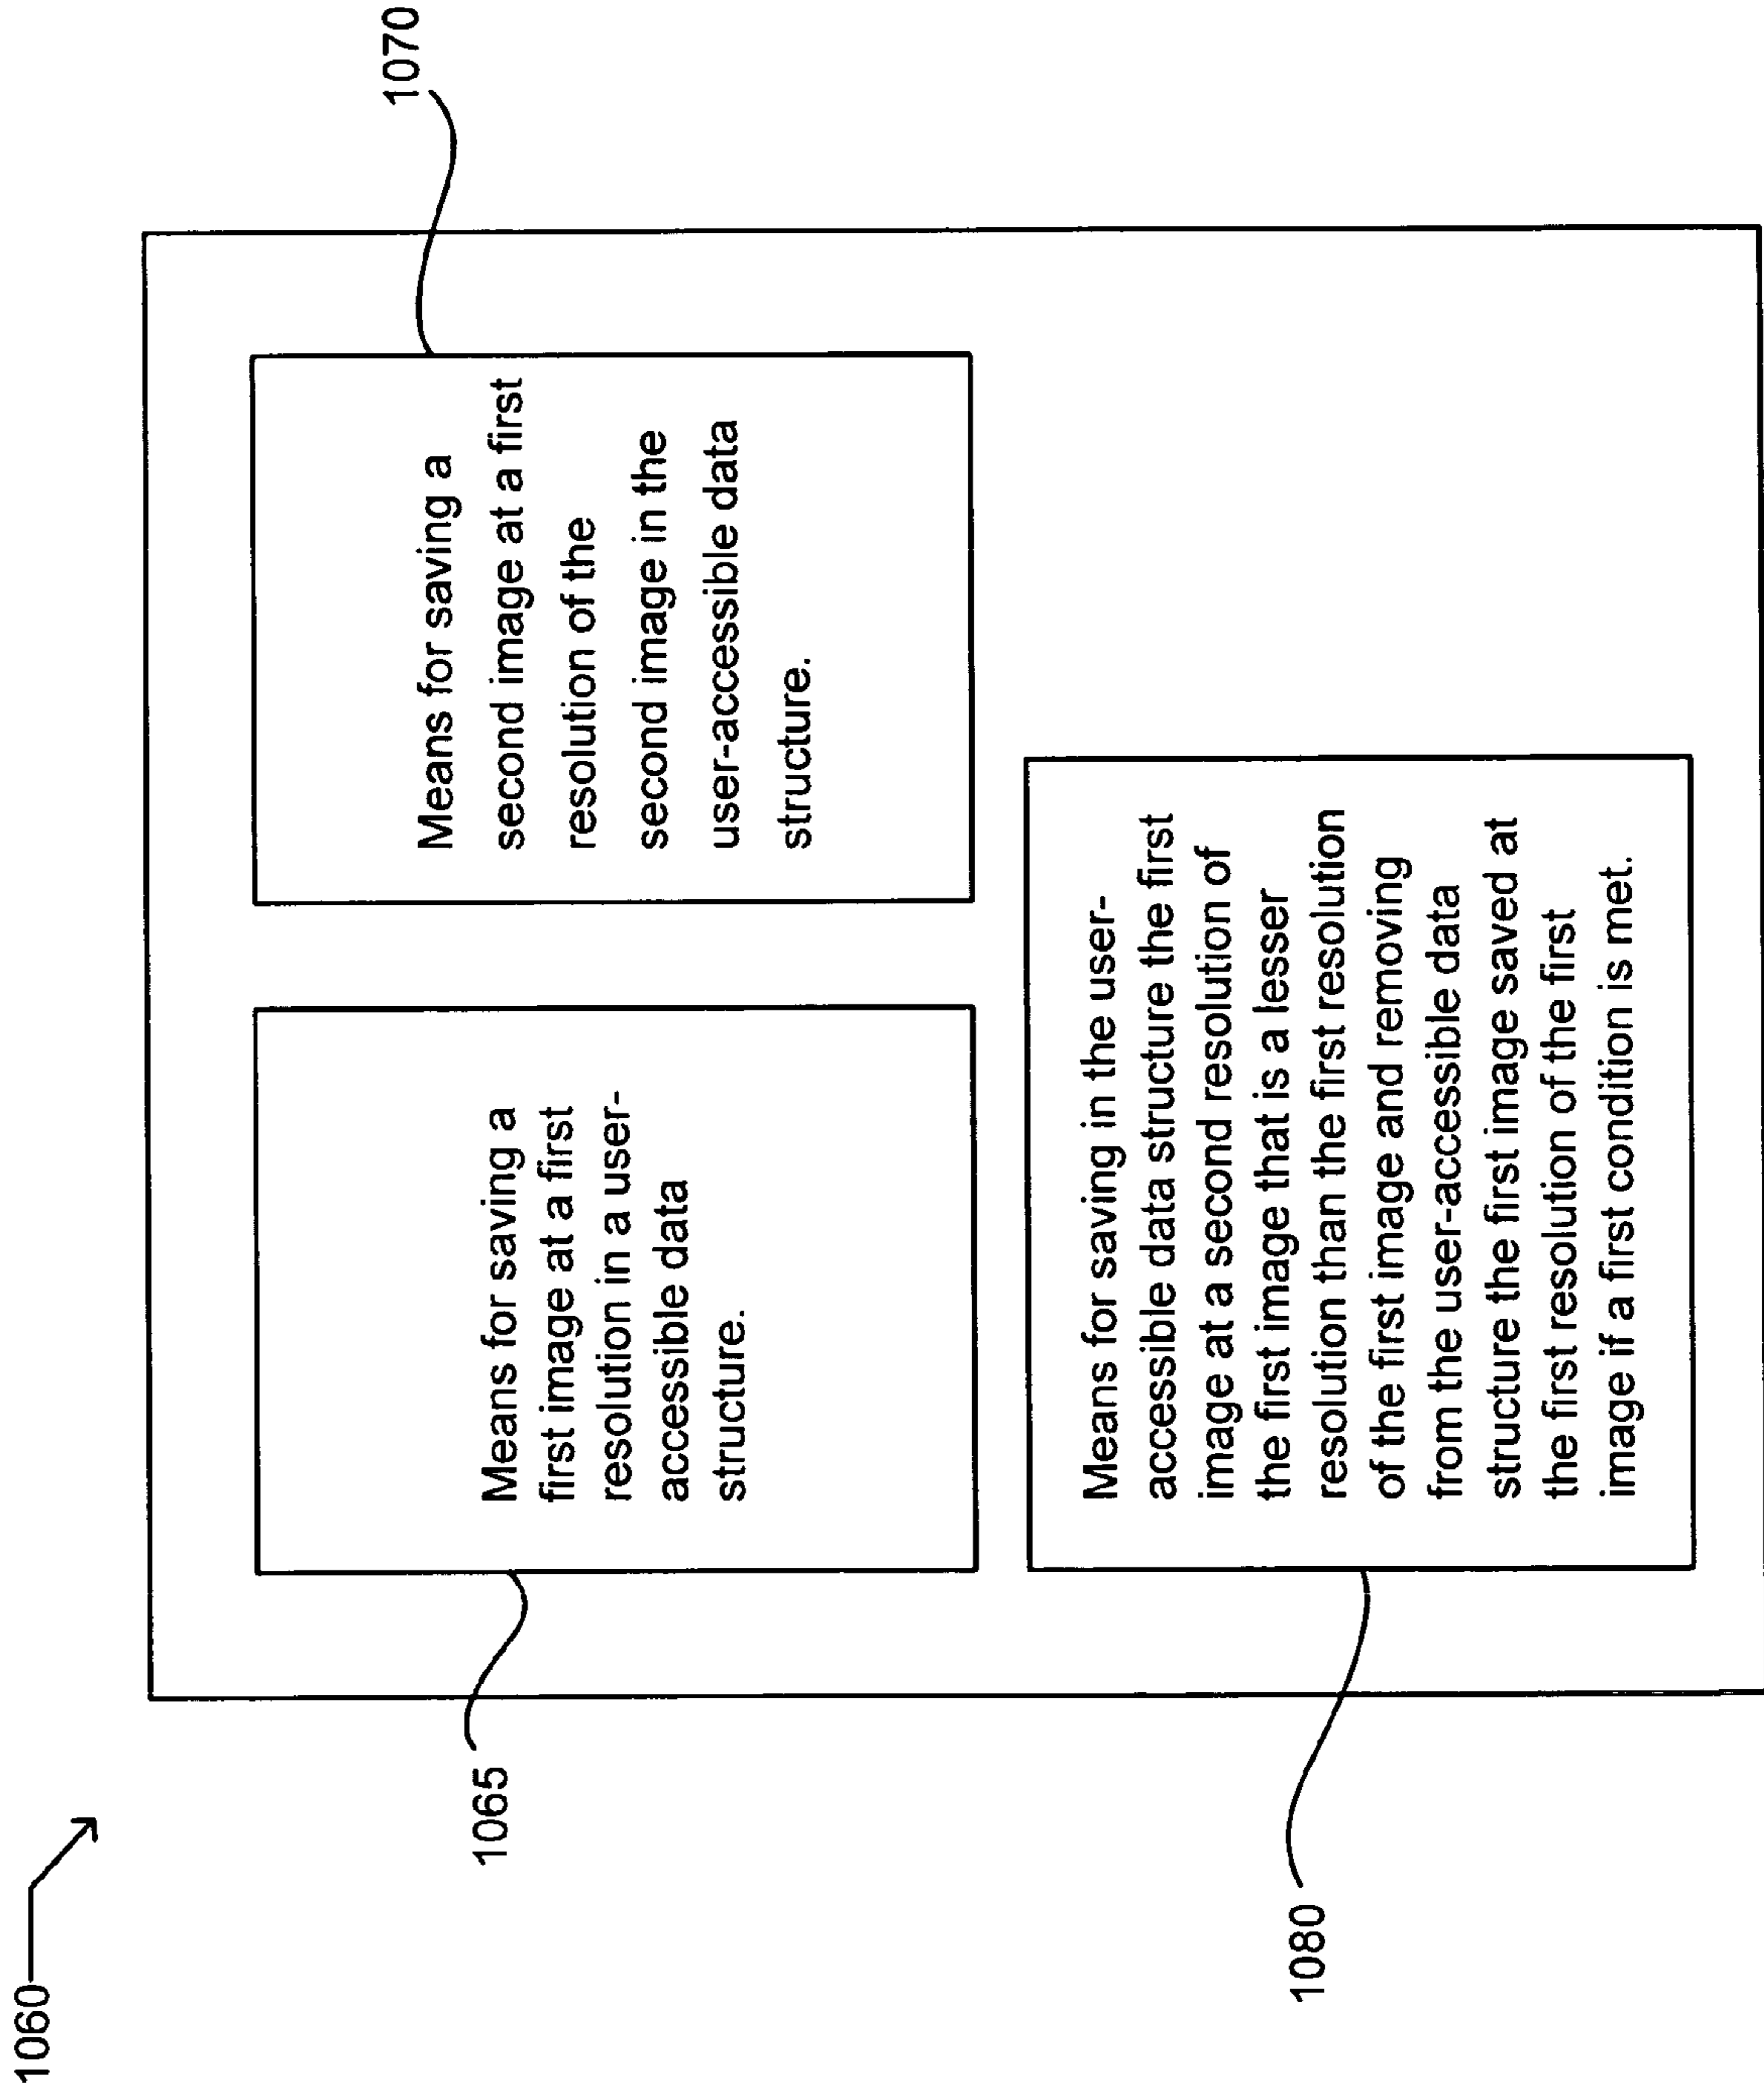 1060
1065
Means for saving a
first image at a first
resolution in a user-
accessible data
structure.
1070
Means for saving a
second image at a first
resolution of the
second image in the
user-accessible data
structure.
1080
Means for saving in the user-
accessible data structure the first
image at a second resolution of
the first image that is a lesser
resolution than the first resolution
of the first image and removing
from the user-accessible data
structure the first image saved at
the first resolution of the first
image if a first condition is met.